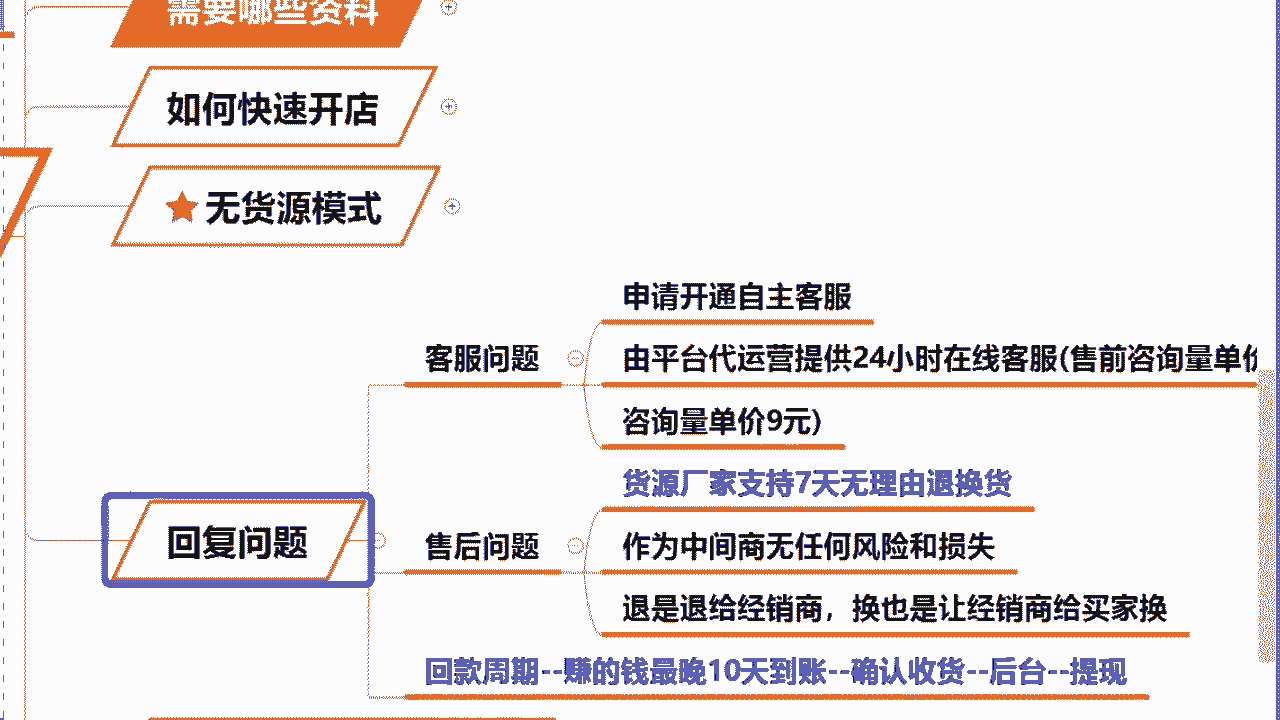 需要哪些资料
如何快速开店
无货源模式
申请开通自主客服
客服问题
由平台代运营提供24小时在线客服(售前咨询量单价
咨询量单价9元)
货源厂家支持7天无理由退换货
回复问题
售后问题
作为中间商无任何风险和损失
退是退给经销商，换也是让经销商给买家换
回款周期--赚的钱最晚10天到账--确认收货--后台--提现